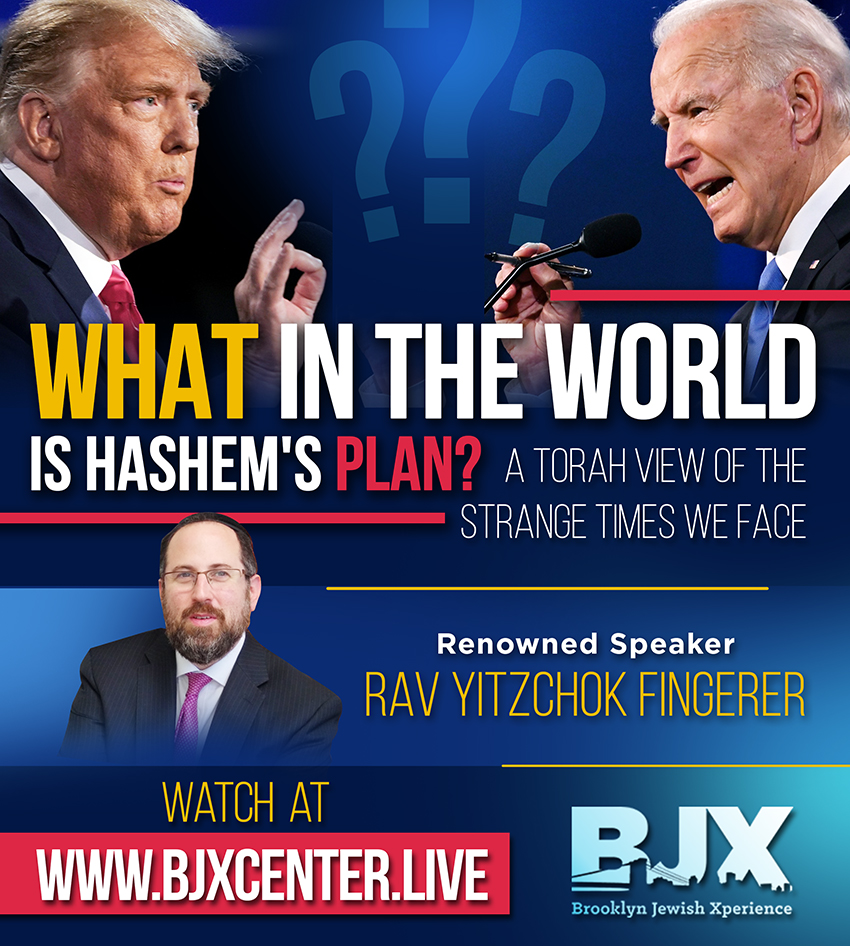 ???
WHAT IN THE WORLD
IS HASHEM'S PLAN?
A TORAH VIEW OF THE
STRANGE TIMES WE FACE
Renowned Speaker
RAV YITZCHOK FINGERER
WATCH AT
WWW.BJXCENTER.LIVE
BJX
Brooklyn Jewish Xperience